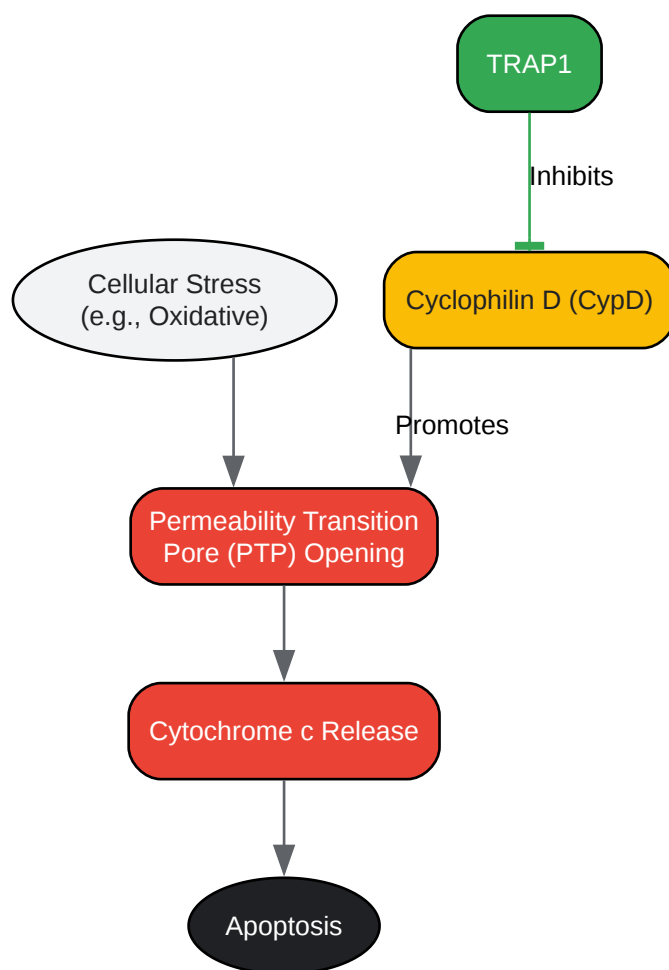 TRAP1
Inhibits
Cellular Stress
(e.g., Oxidative)
Cyclophilin D (CypD)
Promotes
Permeability Transition
Pore (PTP) Opening
Cytochrome c Release
Apoptosis